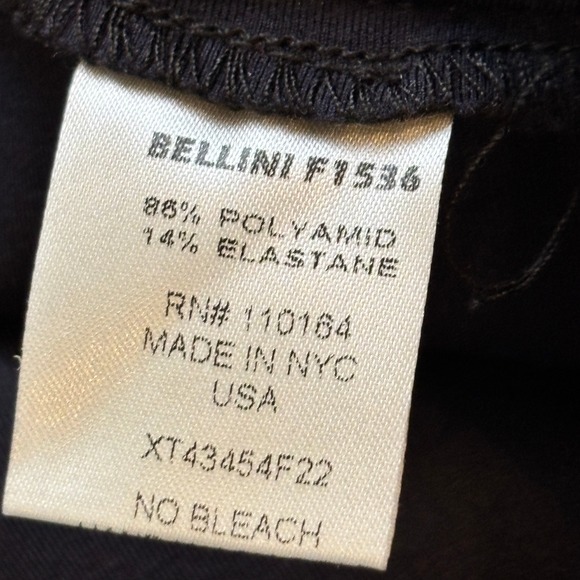 BELLINI F1536
86% POLYAMID
14% ELASTANE
RN# 110164
MADE IN NYC
USA
XT43454F22
NO BLEACH